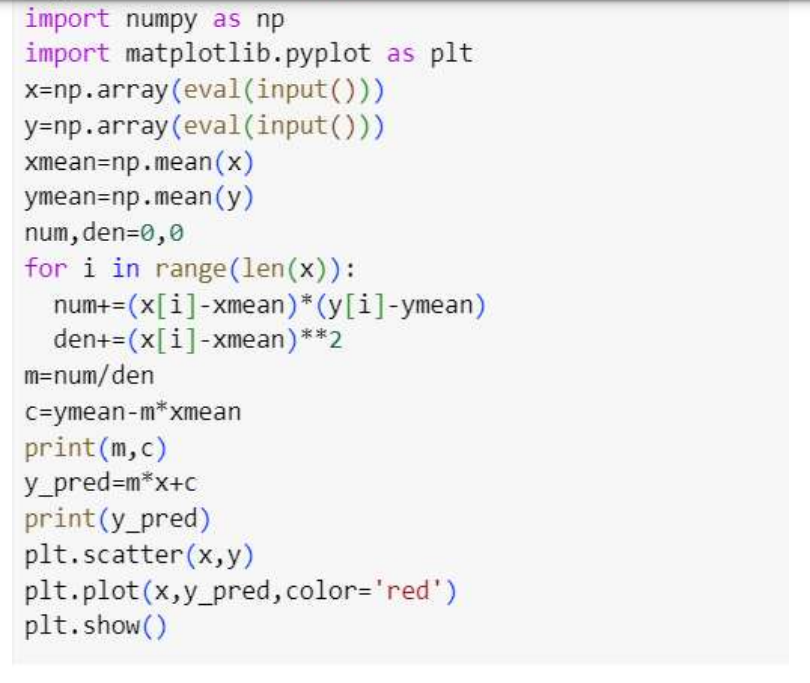 import numpy as np
import matplotlib.pyplot as plt
x=np.array(eval(input()))
y=np.array(eval(input()))
xmean=np.mean(x)
ymean=np.mean(y)
num,den=0,0
for i in range(len(x)):
  num+=(x[i]-xmean)*(y[i]-ymean)
  den+=(x[i]-xmean)**2
m=num/den
c=ymean-m*xmean
print(m,c)
y_pred=m*x+c
print(y_pred)
plt.scatter(x,y)
plt.plot(x,y_pred,color='red')
plt.show()